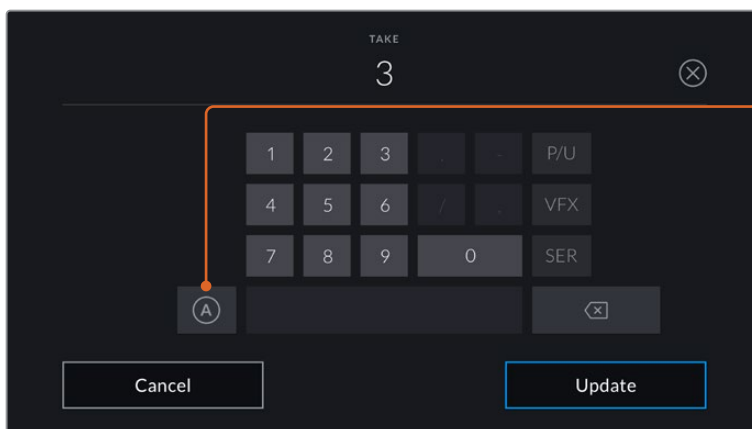 TAKE
3
1 2 3 . - P/U
4 5 6 / , VFX
7 8 9 0 SER
A
Cancel Update